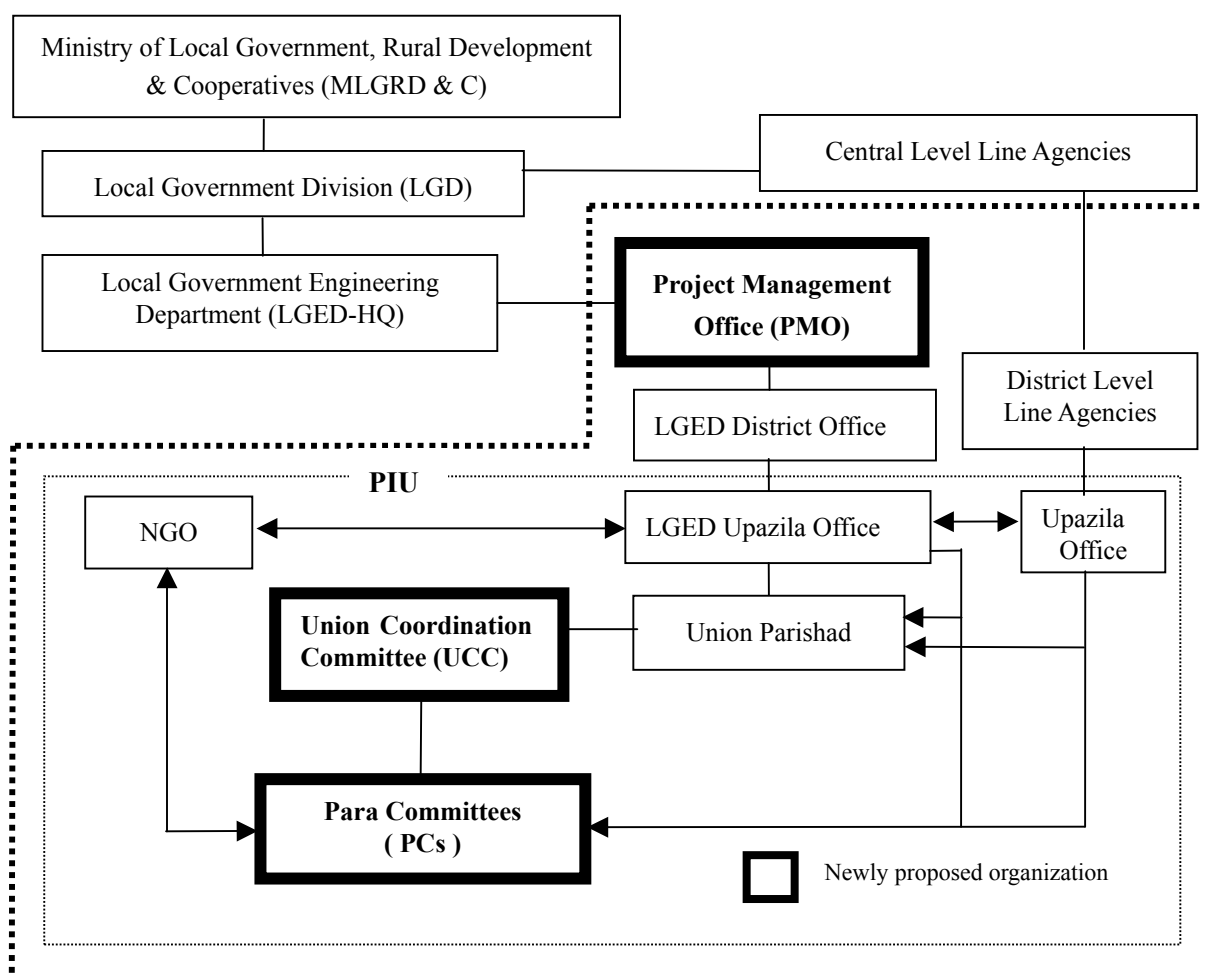 Ministry of Local Government, Rural Development
& Cooperatives (MLGRD & C)
Central Level Line Agencies
Local Government Division (LGD)
Local Government Engineering
Department (LGED-HQ)
Project Management
Office (PMO)
District Level
Line Agencies
LGED District Office
PIU
NGO
LGED Upazila Office
Upazila
Office
Union Coordination
Committee (UCC)
Union Parishad
Para Committees
( PCs )
Newly proposed organization